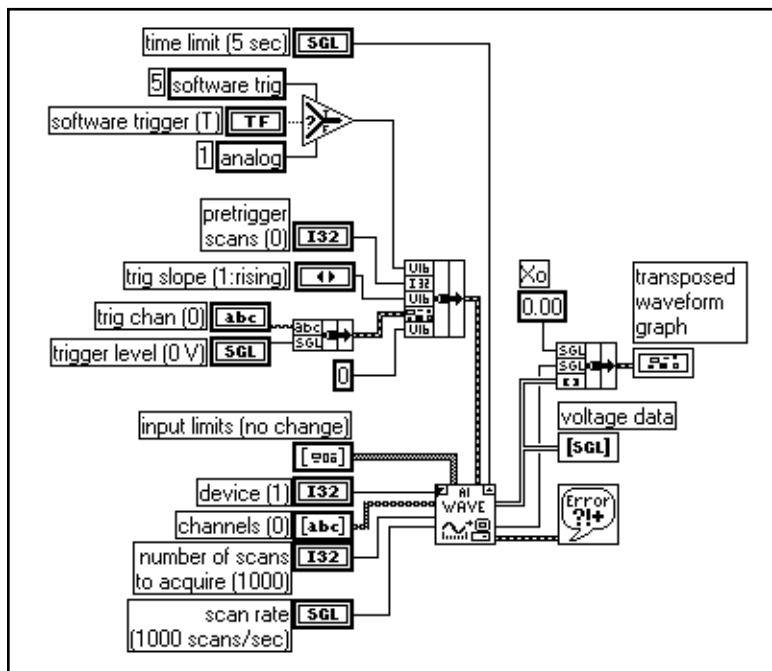 time limit (5 sec) SGL
5 software trig
software trigger (T) TF
? T F
1 analog
pretrigger
scans (0) I32
trig slope (1:rising)
trig chan (0) abc
trigger level (0 V) SGL
abc
SGL
U16
I32
U16
U16
0
Xo
0.00
transposed
waveform
graph
SGL
SGL
voltage data
[SGL]
input limits (no change)
device (1) I32
channels (0) [abc]
number of scans
to acquire (1000) I32
scan rate
(1000 scans/sec) SGL
AI
WAVE
Error
?!+